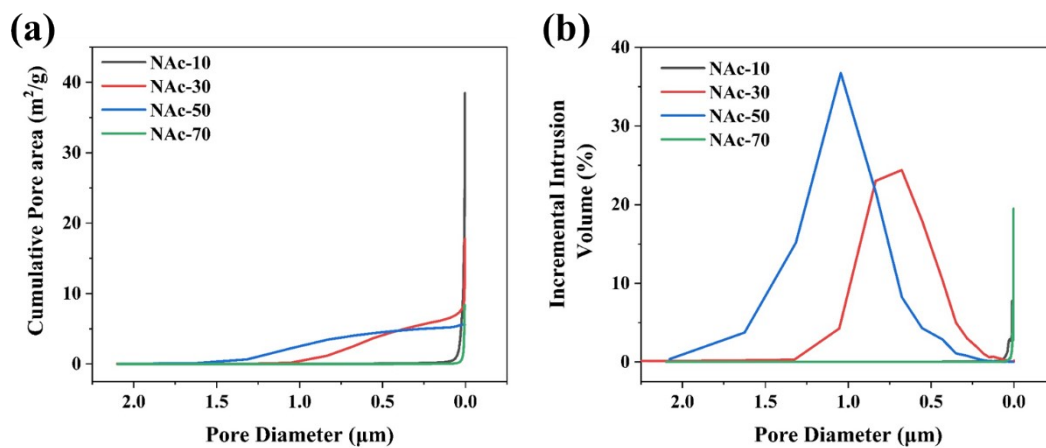 (a)
Cumulative Pore area (m²/g)
40
30
20
10
0
NAc-10
NAc-30
NAc-50
NAc-70
2.0
1.5
1.0
0.5
0.0
Pore Diameter (μm)
(b)
Incremental Intrusion
Volume (%)
40
30
20
10
0
NAc-10
NAc-30
NAc-50
NAc-70
2.0
1.5
1.0
0.5
0.0
Pore Diameter (μm)